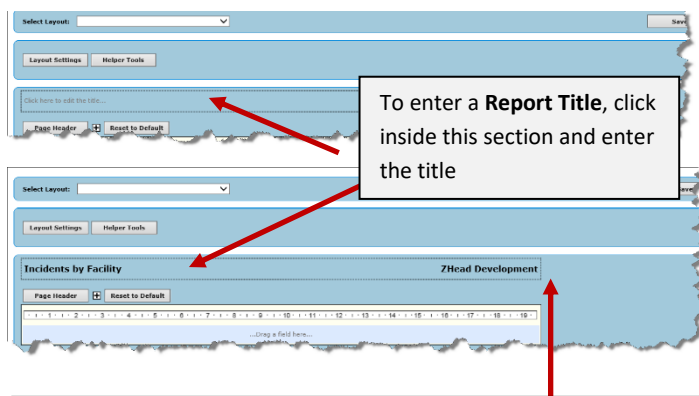 Select Layout:
Save
Layout Settings Helper Tools
Click here to edit the title...
Page Header Reset to Default
To enter a Report Title, click
inside this section and enter
the title
Select Layout:
ave
Layout Settings Helper Tools
Incidents by Facility ZHead Development
Page Header Reset to Default
1 2 3 4 5 6 7 8 9 10 11 12 13 14 15 16 17 18 19
...Drag a field here...